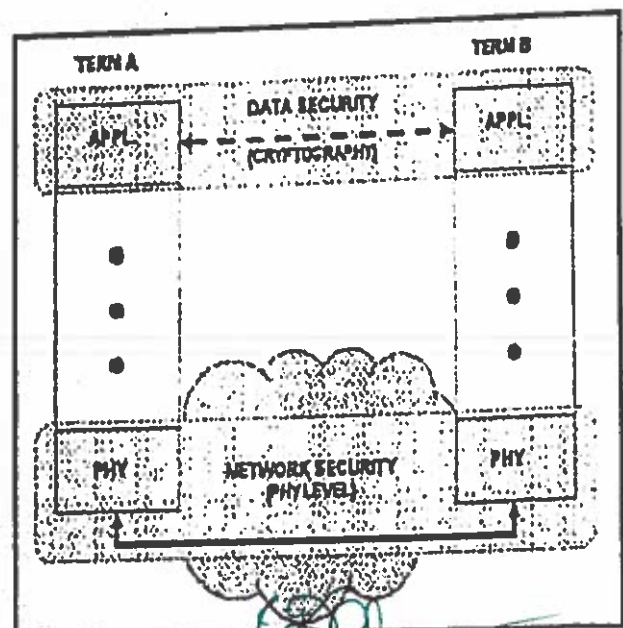 TERM A
TERM B
APPL.
DATA SECURITY
(CRYPTOGRAPHY)
APPL.
PHY
NETWORK SECURITY
(PHY LEVEL)
PHY